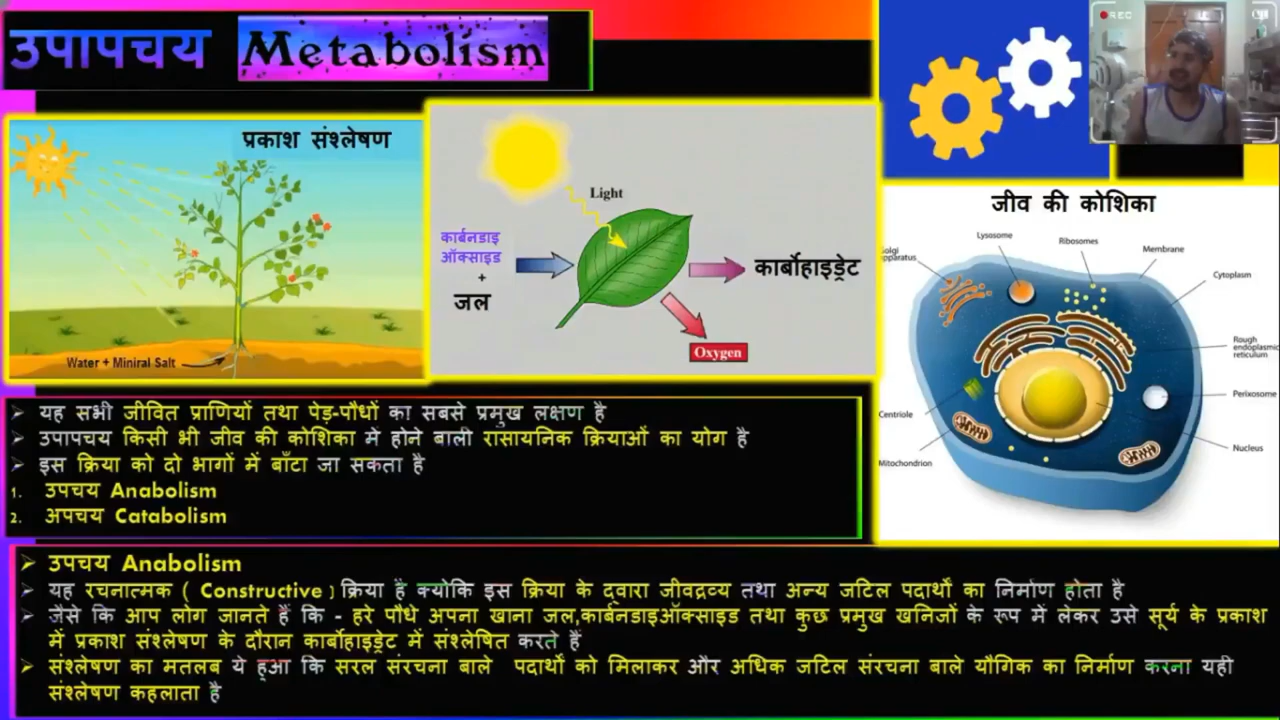 उपापचय Metabolism
REC
प्रकाश संश्लेषण
Water + Miniral Salt
Light
कार्बनडाइ
ऑक्साइड
+
जल
कार्बोहाइड्रेट
Oxygen
जीव की कोशिका
Lysosome
Ribosomes
Membrane
Golgi
apparatus
Cytoplasm
Rough
endoplasmic
reticulum
Perixosome
Centriole
Nucleus
Mitochondrion
➢ यह सभी जीवित प्राणियों तथा पेड़-पौधों का सबसे प्रमुख लक्षण है
➢ उपापचय किसी भी जीव की कोशिका में होने बाली रासायनिक क्रियाओं का योग है
➢ इस क्रिया को दो भागों में बाँटा जा सकता है
1. उपचय Anabolism
2. अपचय Catabolism
➢ उपचय Anabolism
➢ यह रचनात्मक ( Constructive ) क्रिया है क्योकि इस क्रिया के द्वारा जीवद्रव्य तथा अन्य जटिल पदार्थो का निर्माण होता है
➢ जैसे कि आप लोग जानते हैं कि - हरे पौधे अपना खाना जल,कार्बनडाइऑक्साइड तथा कुछ प्रमुख खनिजों के रूप में लेकर उसे सूर्य के प्रकाश
में प्रकाश संश्लेषण के दौरान कार्बोहाइड्रेट में संश्लेषित करते हैं
➢ संश्लेषण का मतलब ये हुआ कि सरल संरचना बाले पदार्थों को मिलाकर और अधिक जटिल संरचना बाले यौगिक का निर्माण करना यही
संश्लेषण कहलाता है